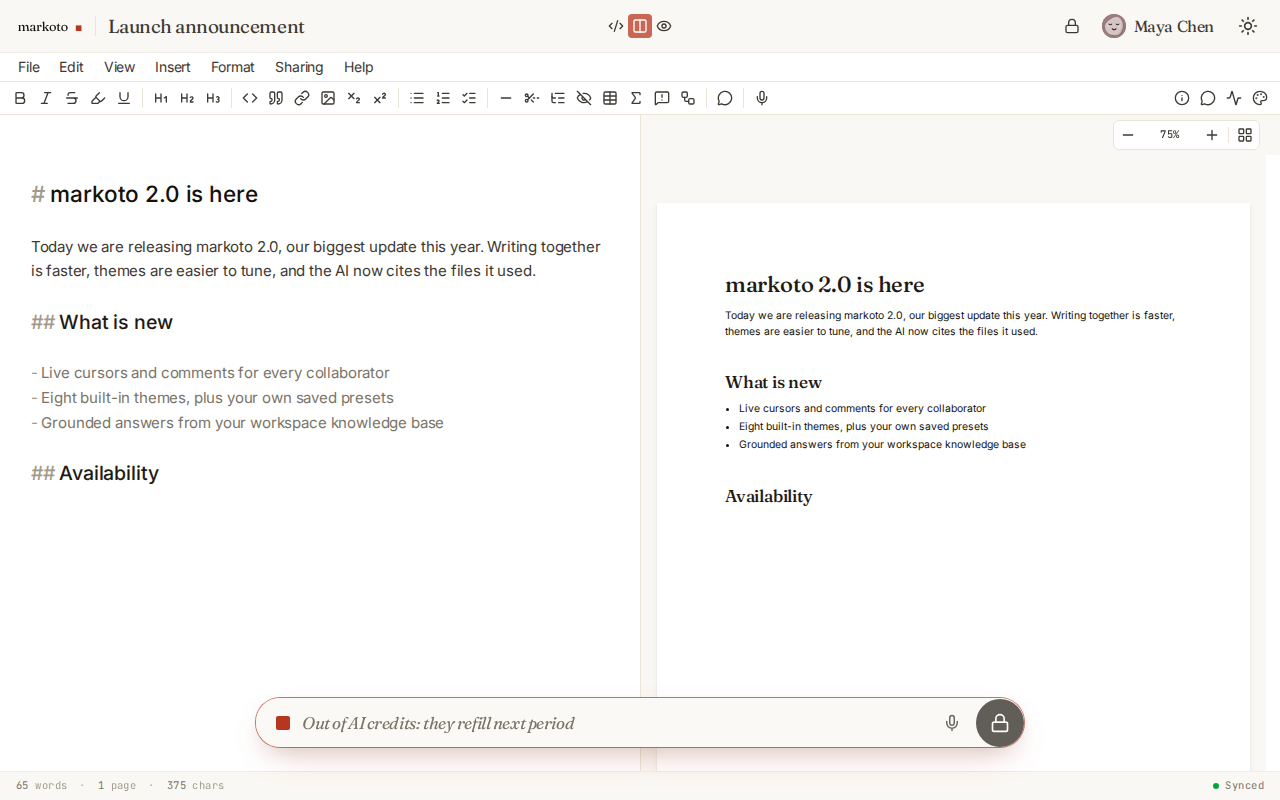 markoto
Launch announcement
Maya Chen
File Edit View Insert Format Sharing Help
H1 H2 H3
75%
# markoto 2.0 is here
Today we are releasing markoto 2.0, our biggest update this year. Writing together
is faster, themes are easier to tune, and the AI now cites the files it used.
## What is new
- Live cursors and comments for every collaborator
- Eight built-in themes, plus your own saved presets
- Grounded answers from your workspace knowledge base
## Availability
markoto 2.0 is here
Today we are releasing markoto 2.0, our biggest update this year. Writing together is faster,
themes are easier to tune, and the AI now cites the files it used.
What is new
• Live cursors and comments for every collaborator
• Eight built-in themes, plus your own saved presets
• Grounded answers from your workspace knowledge base
Availability
Out of AI credits: they refill next period
65 words · 1 page · 375 chars
Synced